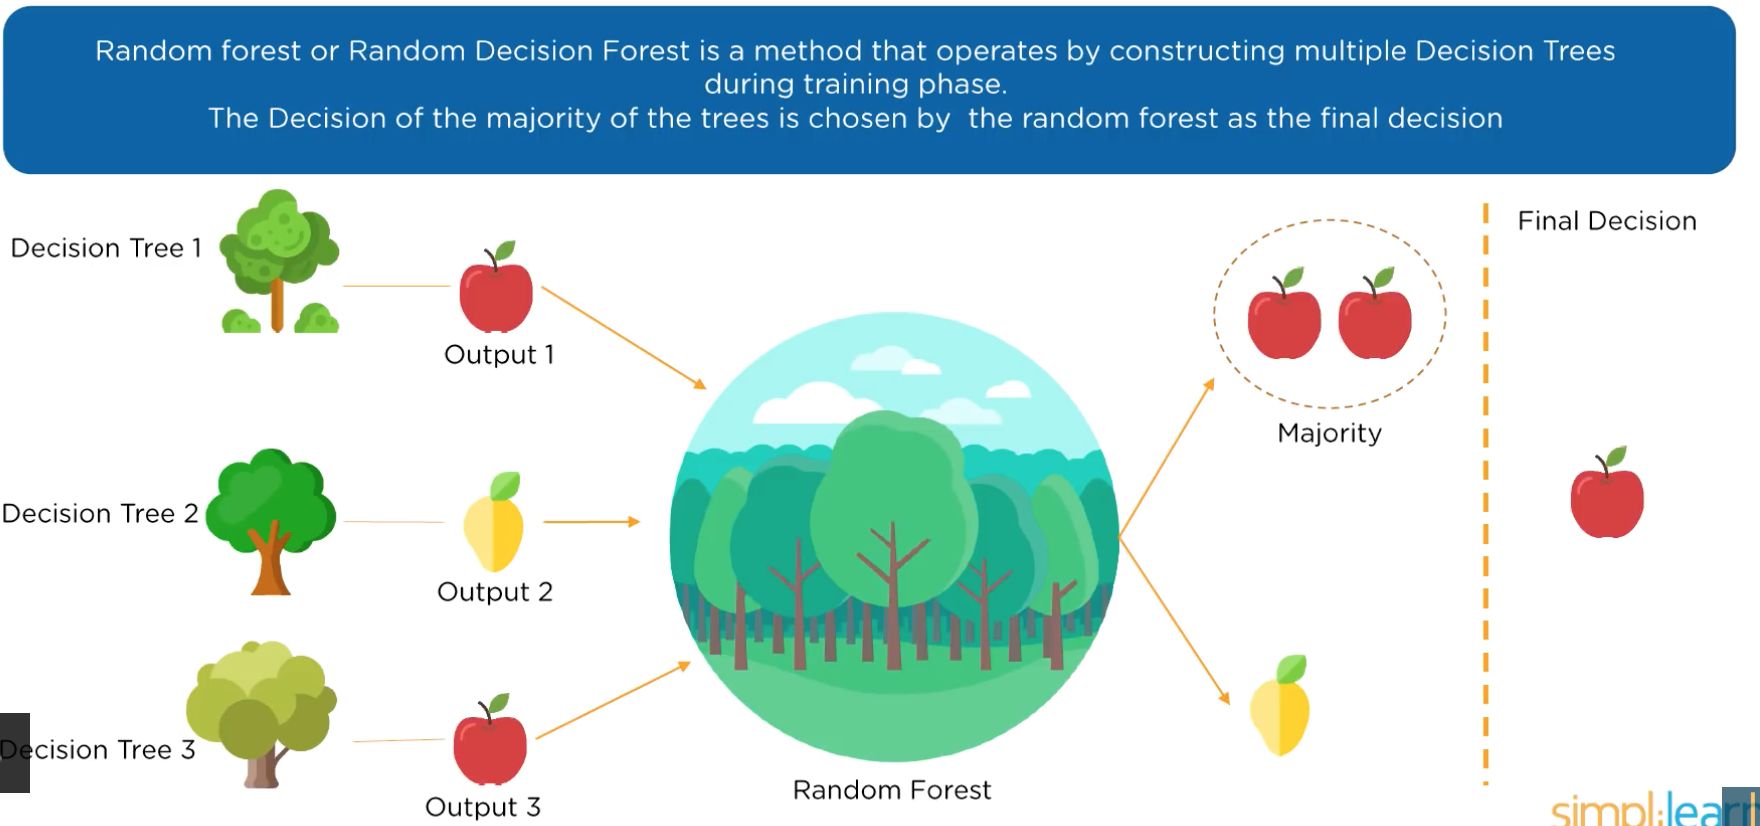 Random forest or Random Decision Forest is a method that operates by constructing multiple Decision Trees
during training phase.
The Decision of the majority of the trees is chosen by the random forest as the final decision
Decision Tree 1
Output 1
Decision Tree 2
Output 2
Decision Tree 3
Output 3
Random Forest
Majority
Final Decision
simpl:learn